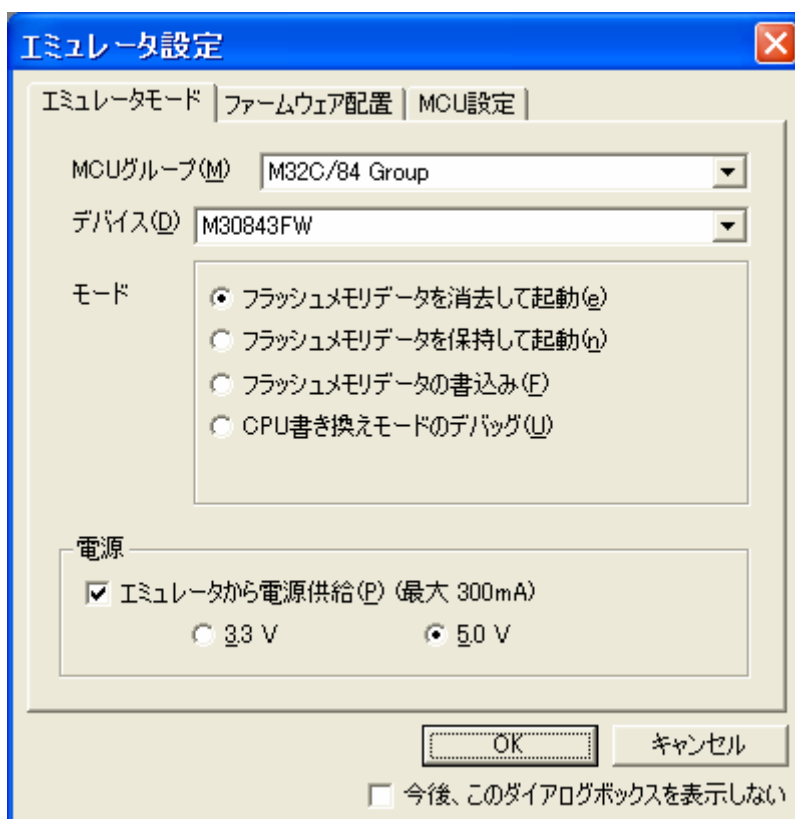 エミュレータ設定
エミュレータモード ファームウェア配置 MCU設定
MCUグループ(M) M32C/84 Group
デバイス(D) M30843FW
モード
フラッシュメモリデータを消去して起動(e)
フラッシュメモリデータを保持して起動(n)
フラッシュメモリデータの書込み(F)
CPU書き換えモードのデバッグ(U)
電源
エミュレータから電源供給(P) (最大 300mA)
3.3 V 5.0 V
OK キャンセル
今後、このダイアログボックスを表示しない